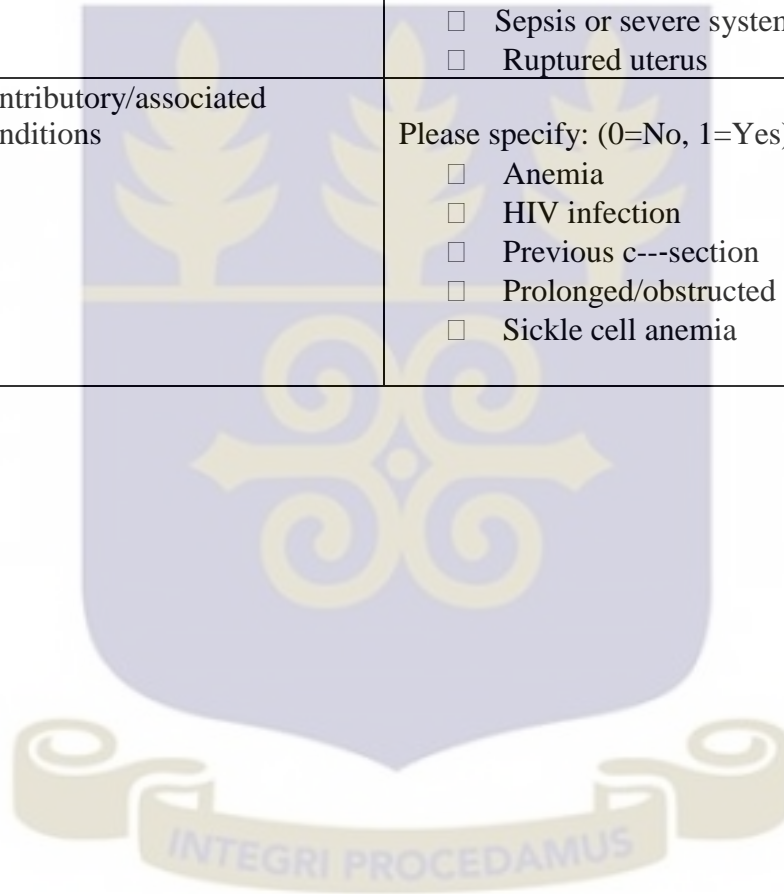 ☐ Sepsis or severe system
☐ Ruptured uterus
ntributory/associated
nditions
Please specify: (0=No, 1=Yes)
☐ Anemia
☐ HIV infection
☐ Previous c---section
☐ Prolonged/obstructed
☐ Sickle cell anemia
INTEGRI PROCEDAMUS